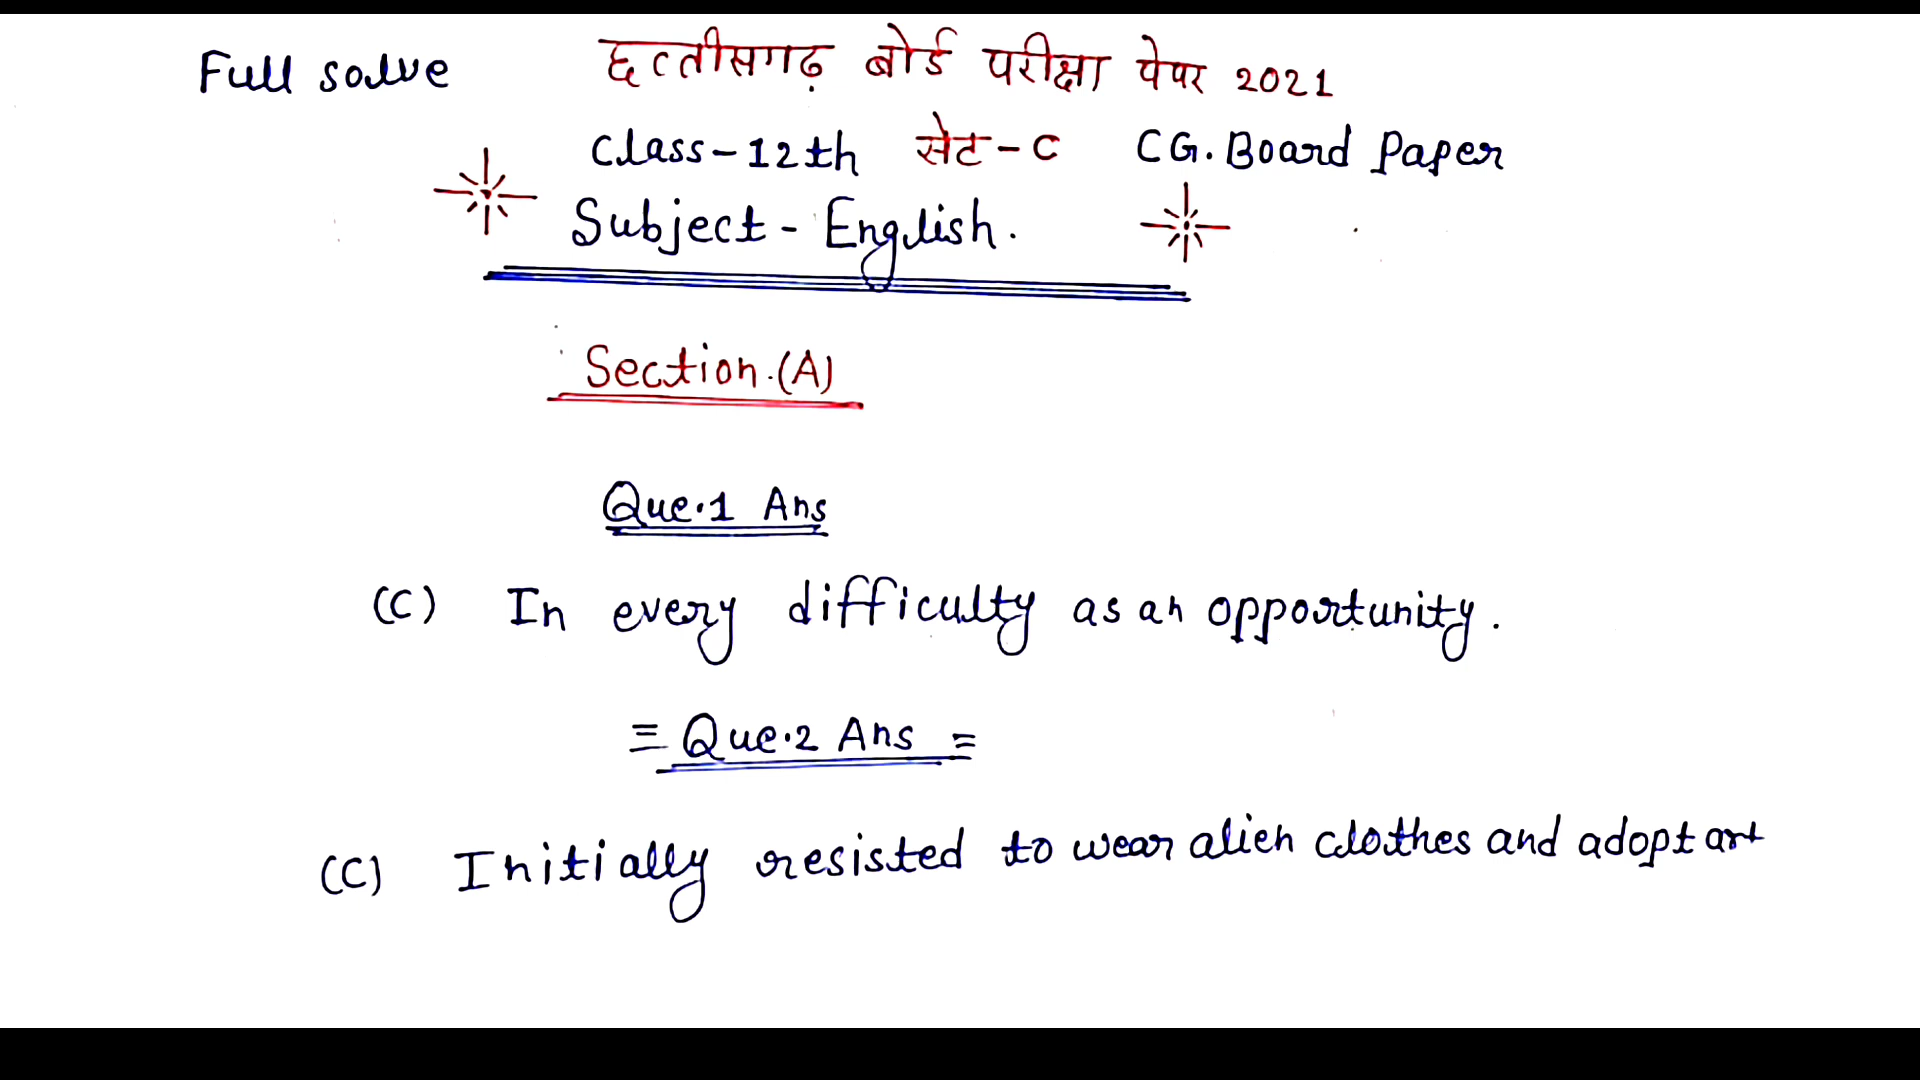 Full solve छत्तीसगढ़ बोर्ड परीक्षा पेपर 2021
Class-12th सेट-C CG.Board Paper
Subject- English.
Section.(A)
Que.1 Ans
(C) In every difficulty as an opportunity.
= Que.2 Ans =
(C) Initially resisted to wear alien clothes and adopt art